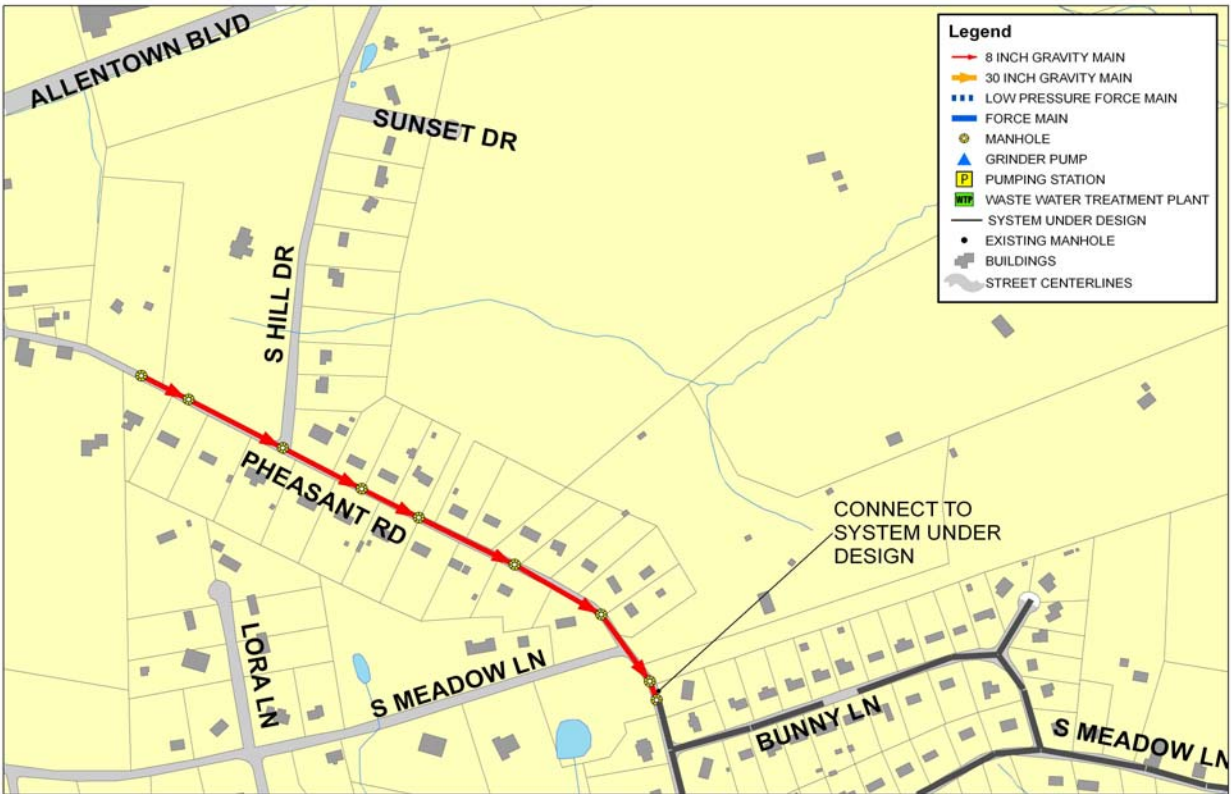 ALLENTOWN BLVD
SUNSET DR
S HILL DR
PHEASANT RD
LORA LN
S MEADOW LN
BUNNY LN
S MEADOW LN
CONNECT TO
SYSTEM UNDER
DESIGN
Legend
8 INCH GRAVITY MAIN
30 INCH GRAVITY MAIN
LOW PRESSURE FORCE MAIN
FORCE MAIN
MANHOLE
GRINDER PUMP
P PUMPING STATION
WTP WASTE WATER TREATMENT PLANT
SYSTEM UNDER DESIGN
EXISTING MANHOLE
BUILDINGS
STREET CENTERLINES